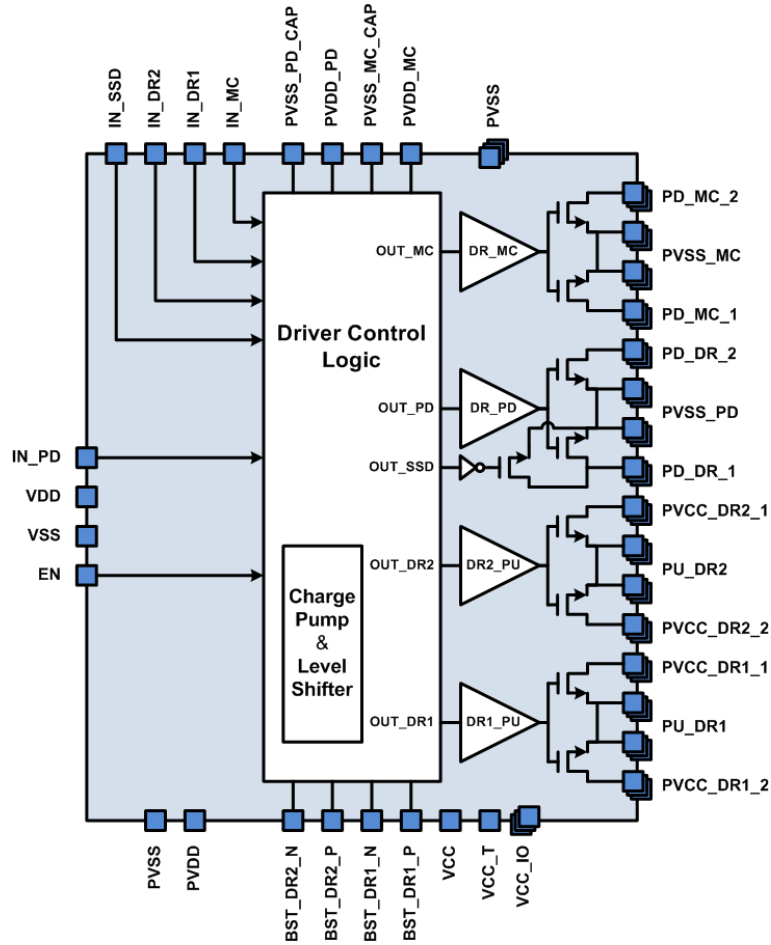 IN_SSD
IN_DR2
IN_DR1
IN_MC
PVSS_PD_CAP
PVDD_PD
PVSS_MC_CAP
PVDD_MC
PVSS
PD_MC_2
OUT_MC
DR_MC
PVSS_MC
PD_MC_1
Driver Control
Logic
PD_DR_2
OUT_PD
DR_PD
PVSS_PD
IN_PD
OUT_SSD
PD_DR_1
VDD
PVCC_DR2_1
VSS
EN
OUT_DR2
DR2_PU
PU_DR2
Charge
Pump
&
Level
Shifter
PVCC_DR2_2
PVCC_DR1_1
OUT_DR1
DR1_PU
PU_DR1
PVCC_DR1_2
PVSS
PVDD
BST_DR2_N
BST_DR2_P
BST_DR1_N
BST_DR1_P
VCC
VCC_T
VCC_IO